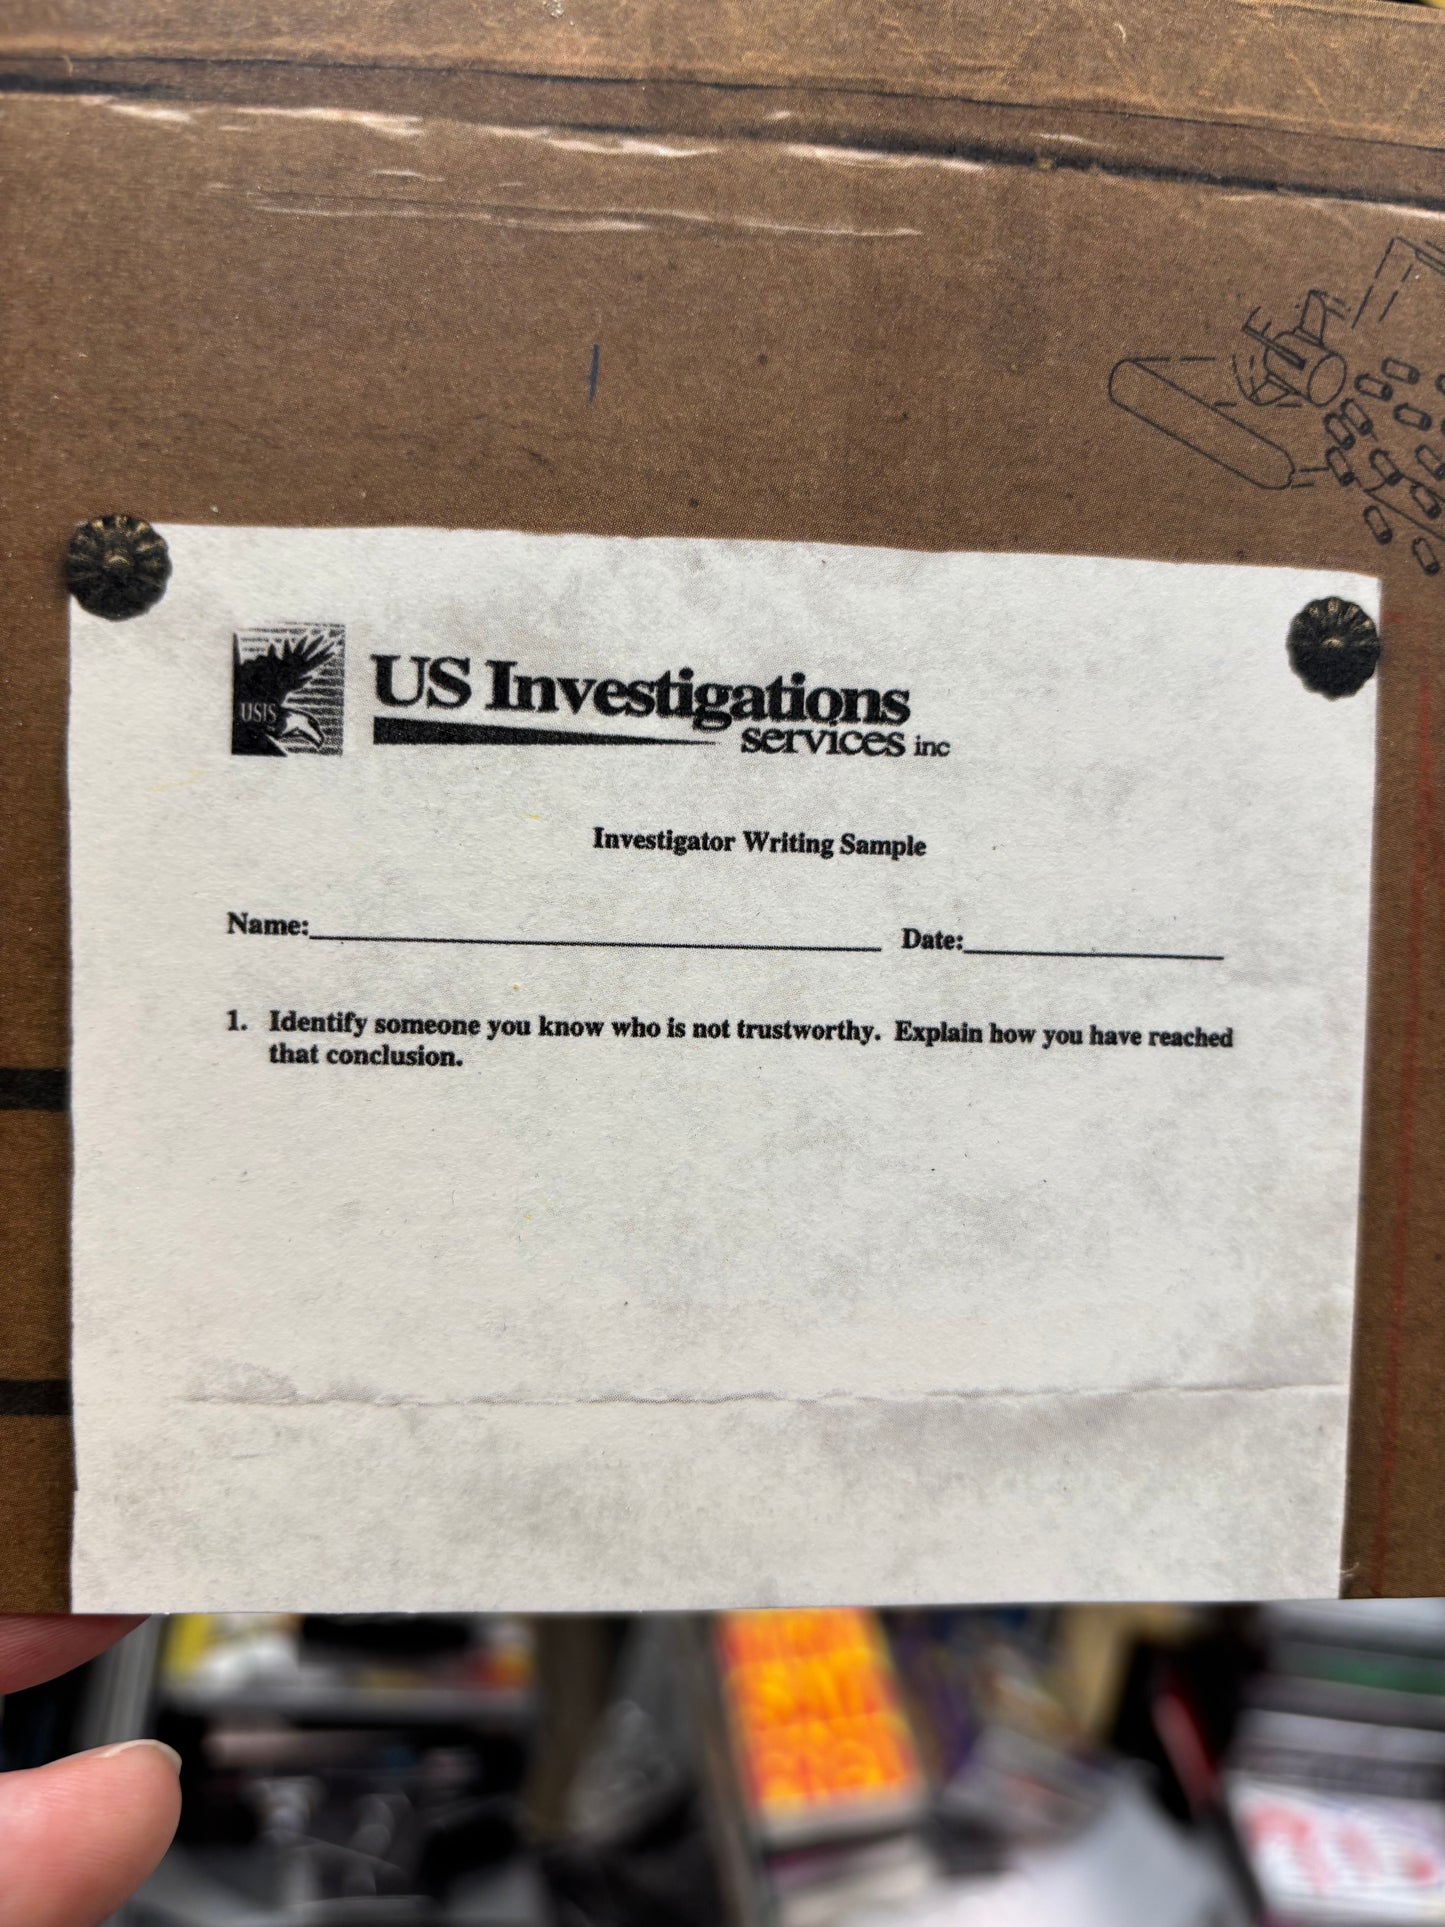 USIS
US Investigations
services inc
Investigator Writing Sample
Name: Date:
1. Identify someone you know who is not trustworthy. Explain how you have reached
that conclusion.